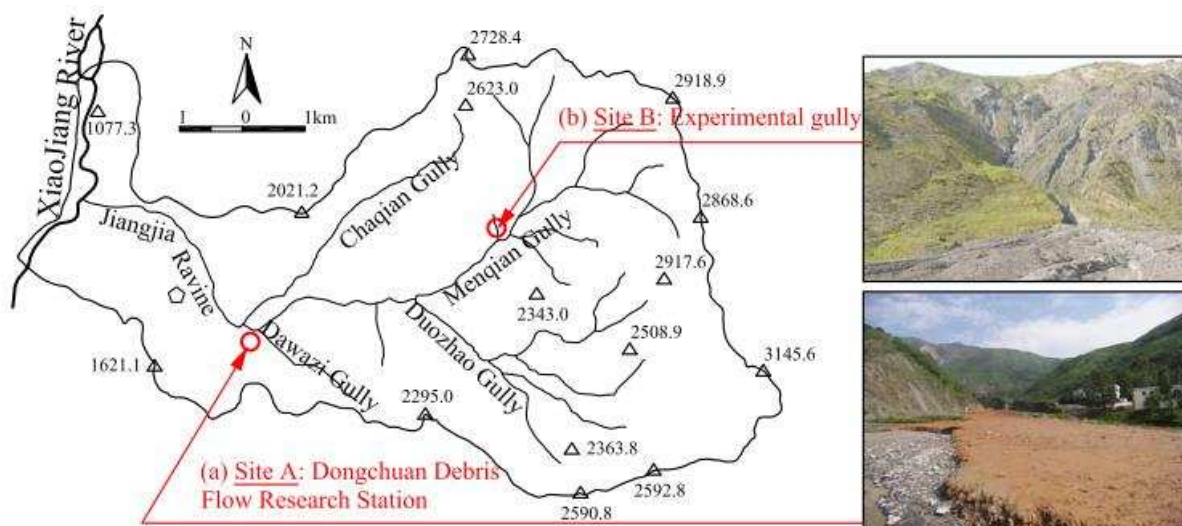 2728.4
N
2918.9
2623.0
XiaoJiang River
1077.3
1 0 1km
(b) Site B: Experimental gully
2021.2
Chaqian Gully
2868.6
Jiangjia
Ravine
Menqian Gully
2917.6
2343.0
Duozhao Gully
2508.9
Dawazi Gully
1621.1
3145.6
2295.0
(a) Site A: Dongchuan Debris
Flow Research Station
2363.8
2592.8
2590.8